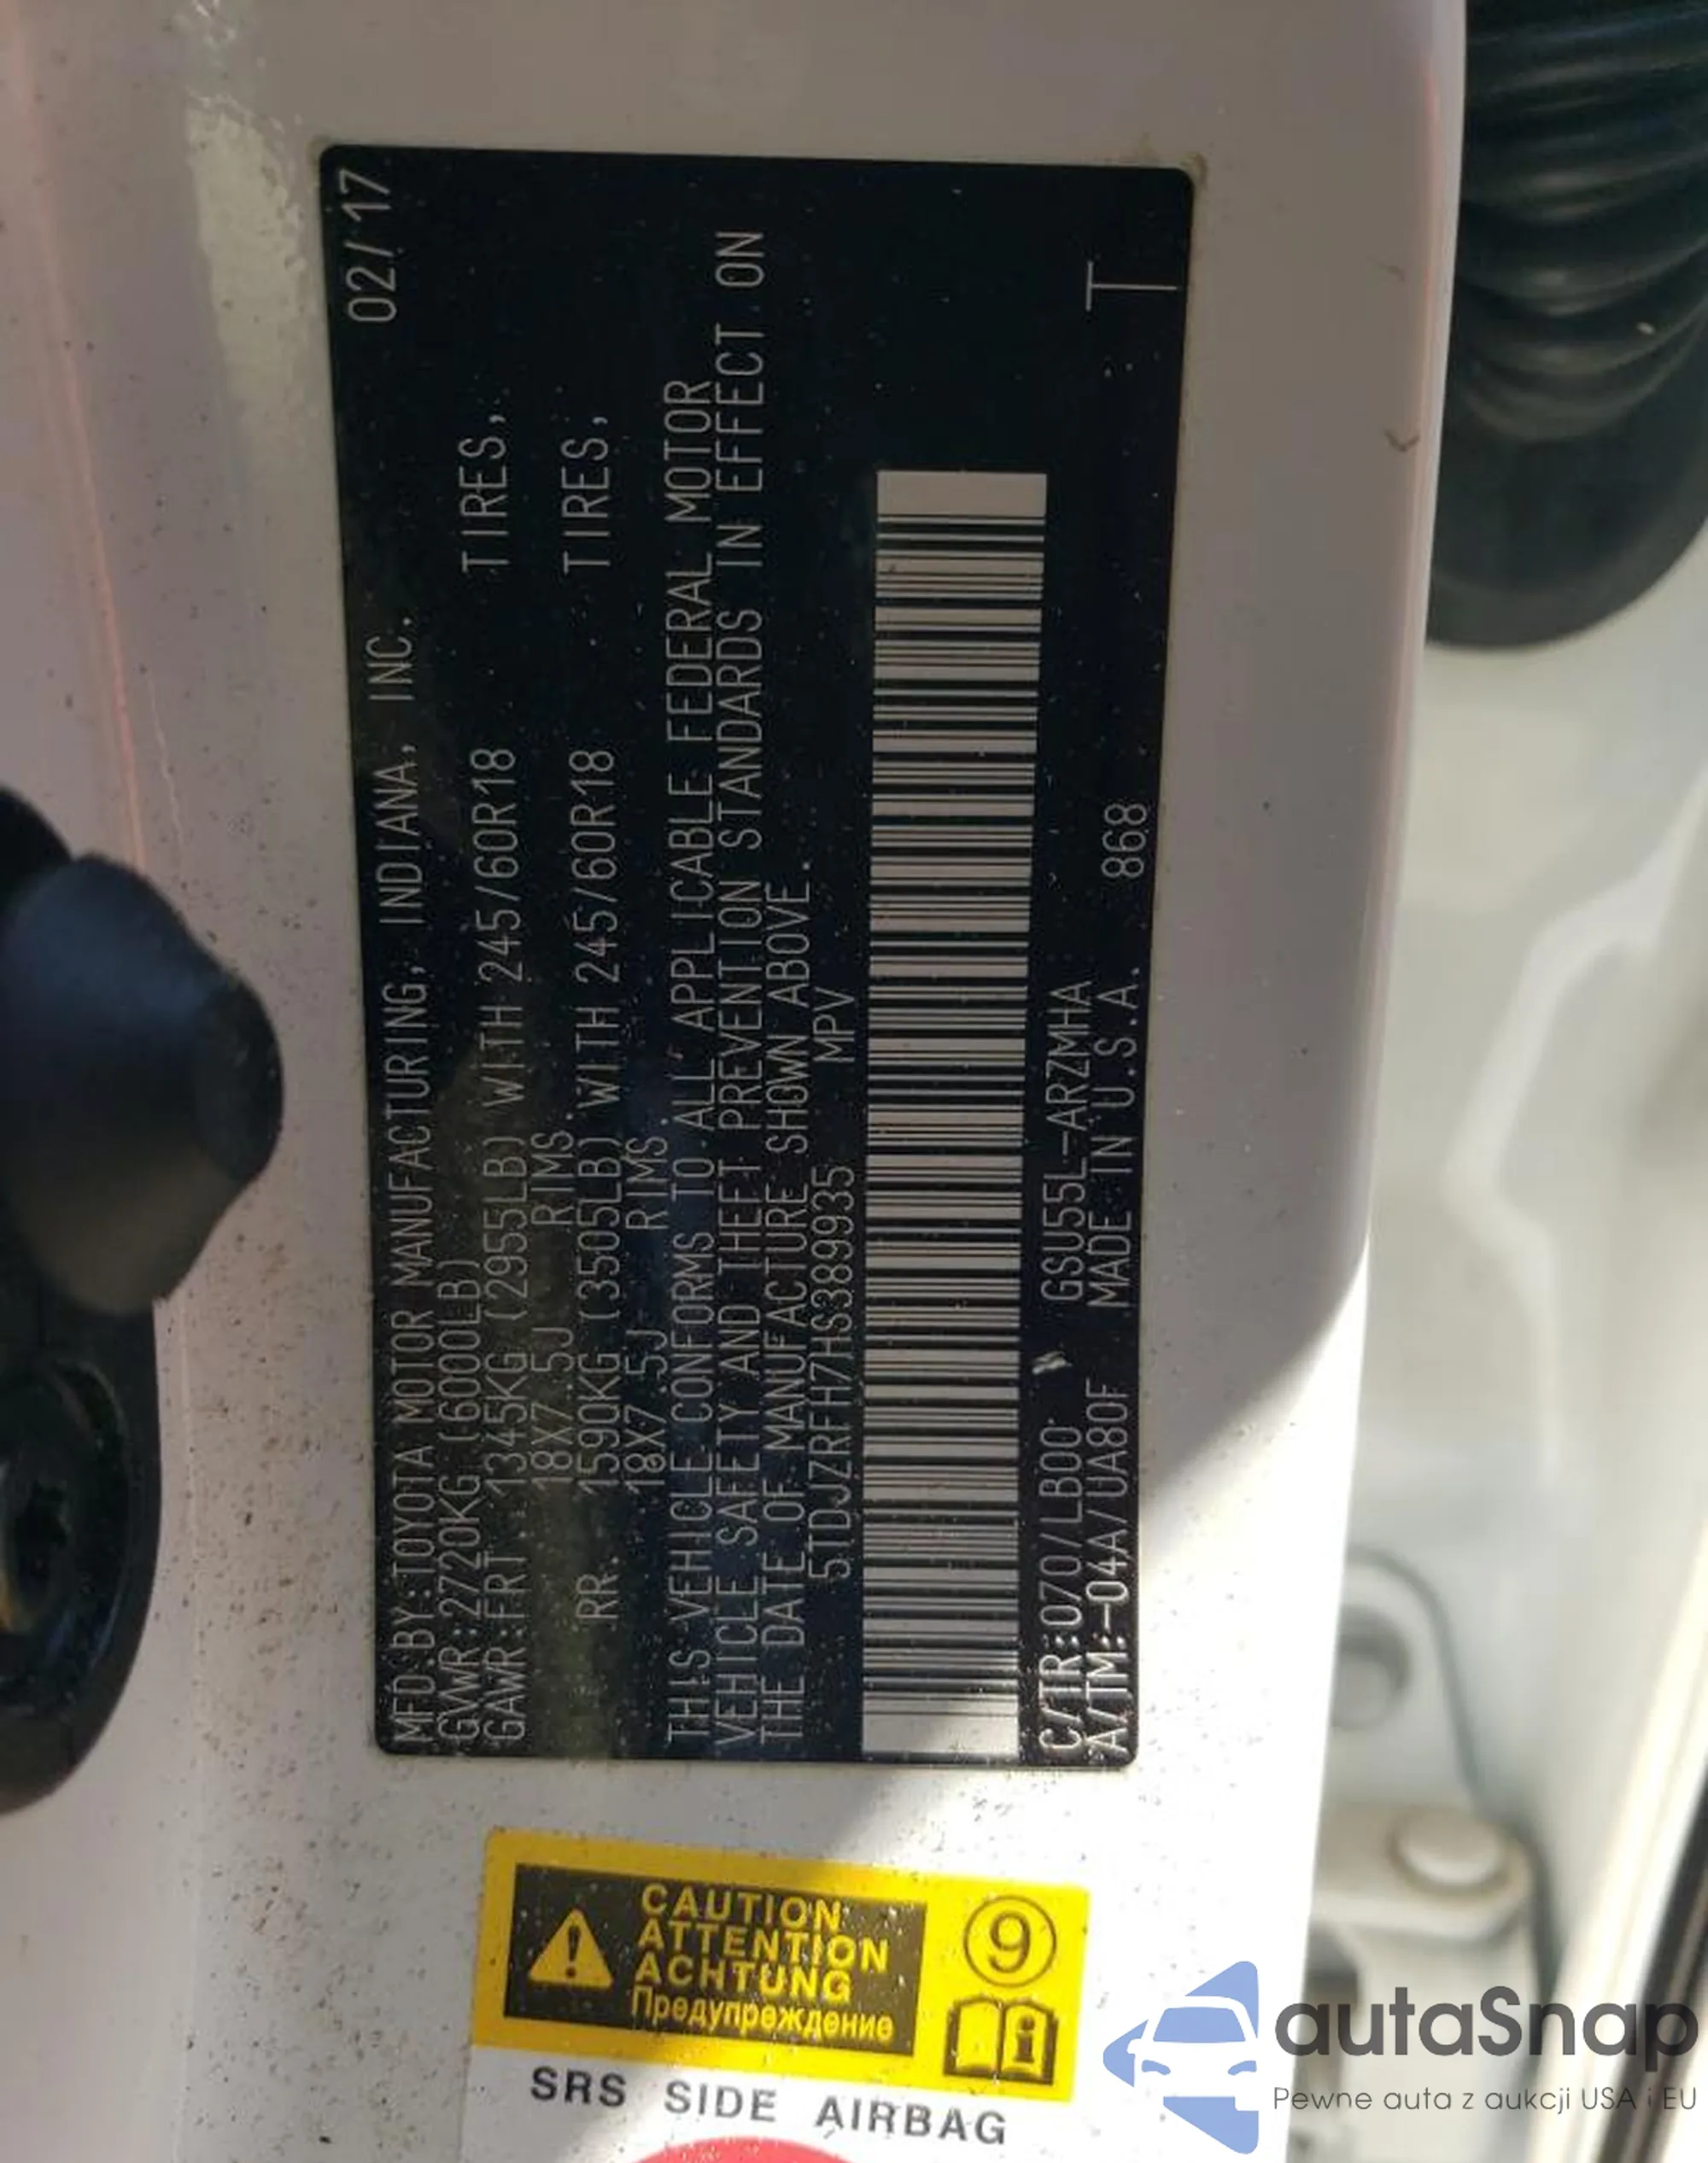 MFD.BY:TOYOTA MOTOR MANUFACTURING, INDIANA, INC. 02/17
GVWR:2720KG(6000LB)
GAWR:FRT. 1345KG(2955LB) WITH 245/60R18 TIRES,
18X7.5J RIMS.
RR. 1590KG(3505LB) WITH 245/60R18 TIRES,
18X7.5J RIMS.
THIS VEHICLE CONFORMS TO ALL APPLICABLE FEDERAL MOTOR
VEHICLE SAFETY AND THEFT PREVENTION STANDARDS IN EFFECT ON
THE DATE OF MANUFACTURE SHOWN ABOVE.
5TDJZRFH7HS389935 MPV
C/TR:070/LB00 GSU55L-ARZMHA
A/TM:-04A/UA80F MADE IN U.S.A. 868 T
CAUTION
ATTENTION
ACHTUNG
Предупреждение
9
SRS SIDE AIRBAG
autaSnap
Pewne auta z aukcji USA i EU